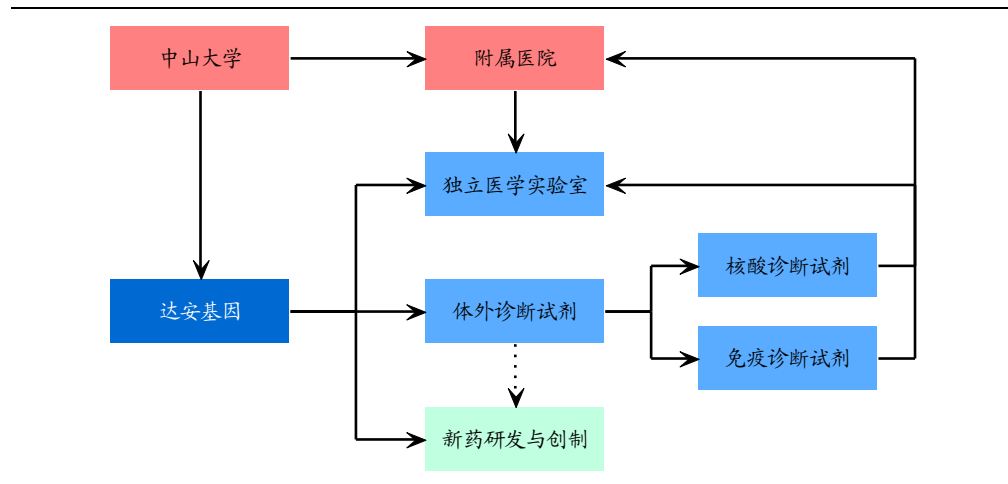 中山大学
附属医院
独立医学实验室
核酸诊断试剂
达安基因
体外诊断试剂
免疫诊断试剂
新药研发与创制